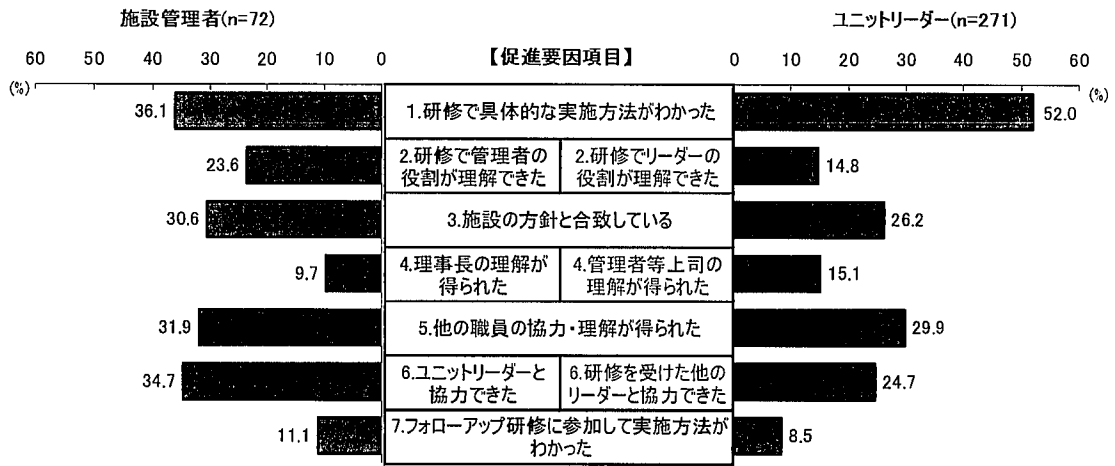 施設管理者(n=72)
ユニットリーダー(n=271)
60 50 40 30 20 10 0
【促進要因項目】
0 10 20 30 40 50 60
(%)
(%)
36.1
1.研修で具体的な実施方法がわかった
52.0
23.6
2.研修で管理者の
役割が理解できた
2.研修でリーダーの
役割が理解できた
14.8
30.6
3.施設の方針と合致している
26.2
9.7
4.理事長の理解が
得られた
4.管理者等上司の
理解が得られた
15.1
31.9
5.他の職員の協力・理解が得られた
29.9
34.7
6.ユニットリーダーと
協力できた
6.研修を受けた他の
リーダーと協力できた
24.7
11.1
7.フォローアップ研修に参加して実施方法が
わかった
8.5